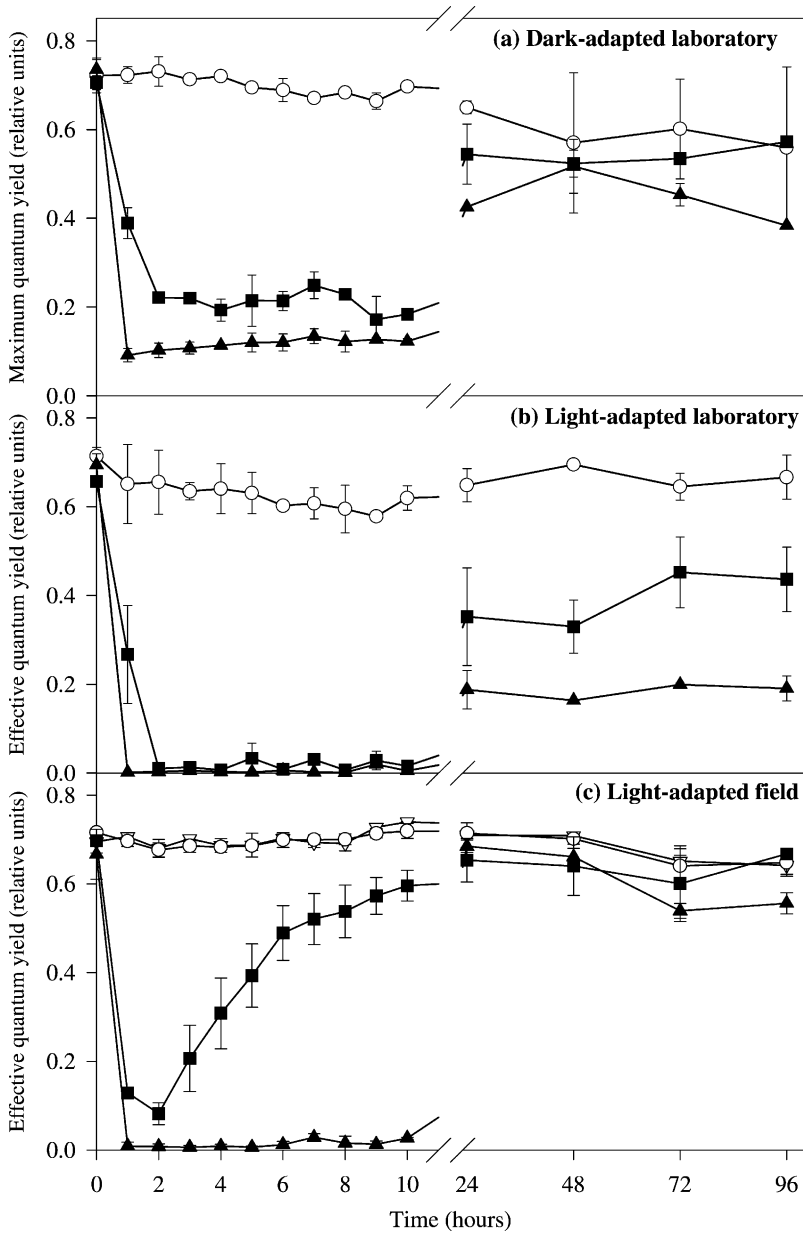 (a) Dark-adapted laboratory
Maximum quantum yield (relative units)
0.8
0.6
0.4
0.2
0.0
(b) Light-adapted laboratory
Effective quantum yield (relative units)
0.8
0.6
0.4
0.2
0.0
(c) Light-adapted field
Effective quantum yield (relative units)
0.8
0.6
0.4
0.2
0.0
0 2 4 6 8 10 24 48 72 96
Time (hours)